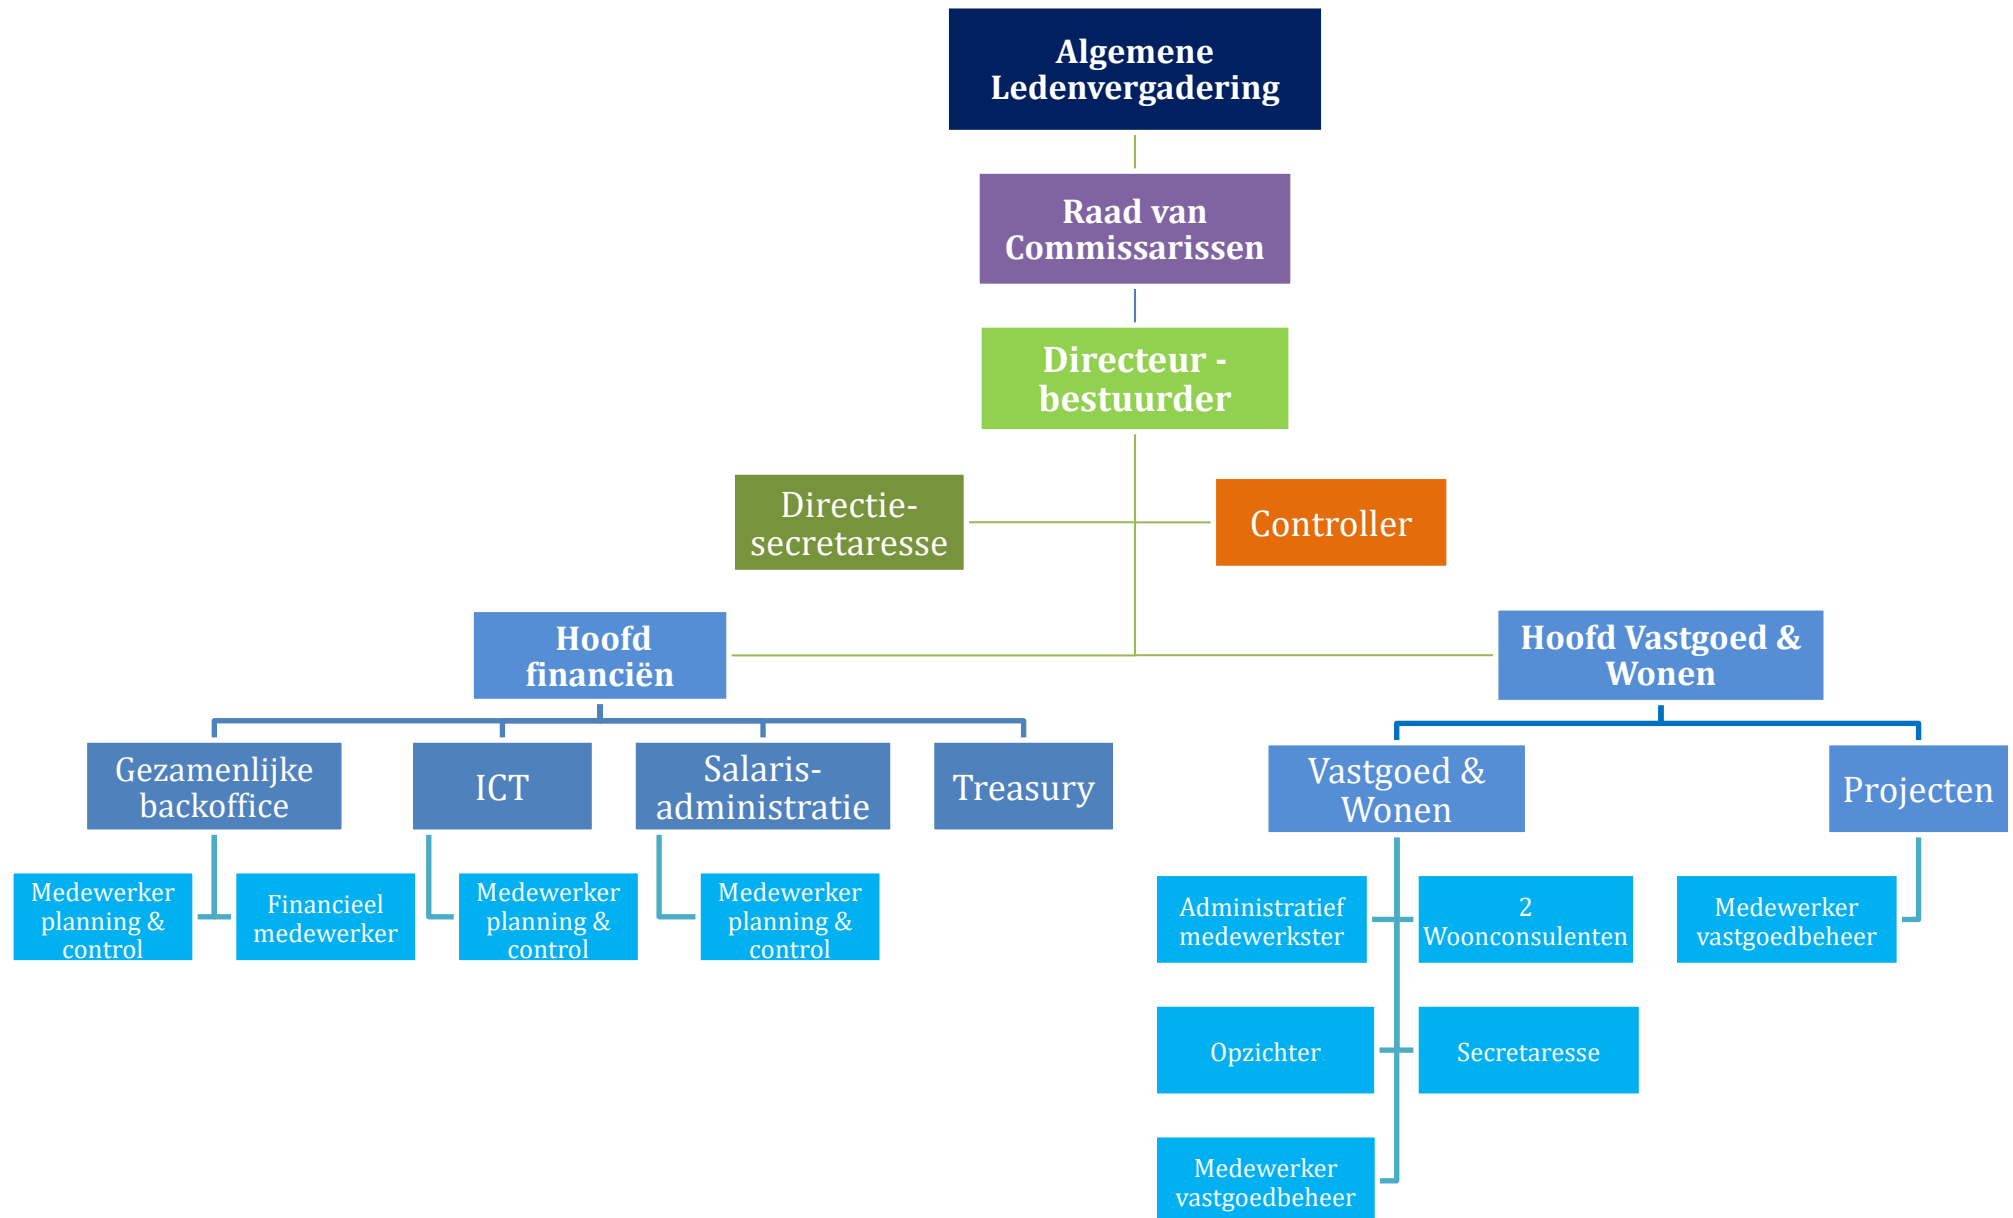 Algemene
Ledenvergadering
Raad van
Commissarissen
Directeur -
bestuurder
Directie-
secretaresse
Controller
Hoofd
financiën
Hoofd Vastgoed &
Wonen
Gezamenlijke
backoffice
ICT
Salaris-
administratie
Treasury
Vastgoed &
Wonen
Projecten
Medewerker
planning &
control
Financieel
medewerker
Medewerker
planning &
control
Medewerker
planning &
control
Administratief
medewerkster
2
Woonconsulenten
Medewerker
vastgoedbeheer
Opzichter
Secretaresse
Medewerker
vastgoedbeheer